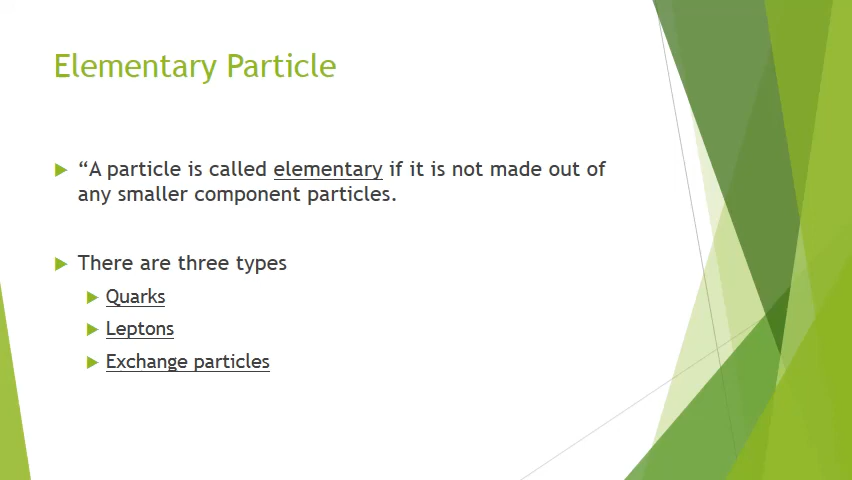 Elementary Particle
“A particle is called elementary if it is not made out of
any smaller component particles.
There are three types
Quarks
Leptons
Exchange particles